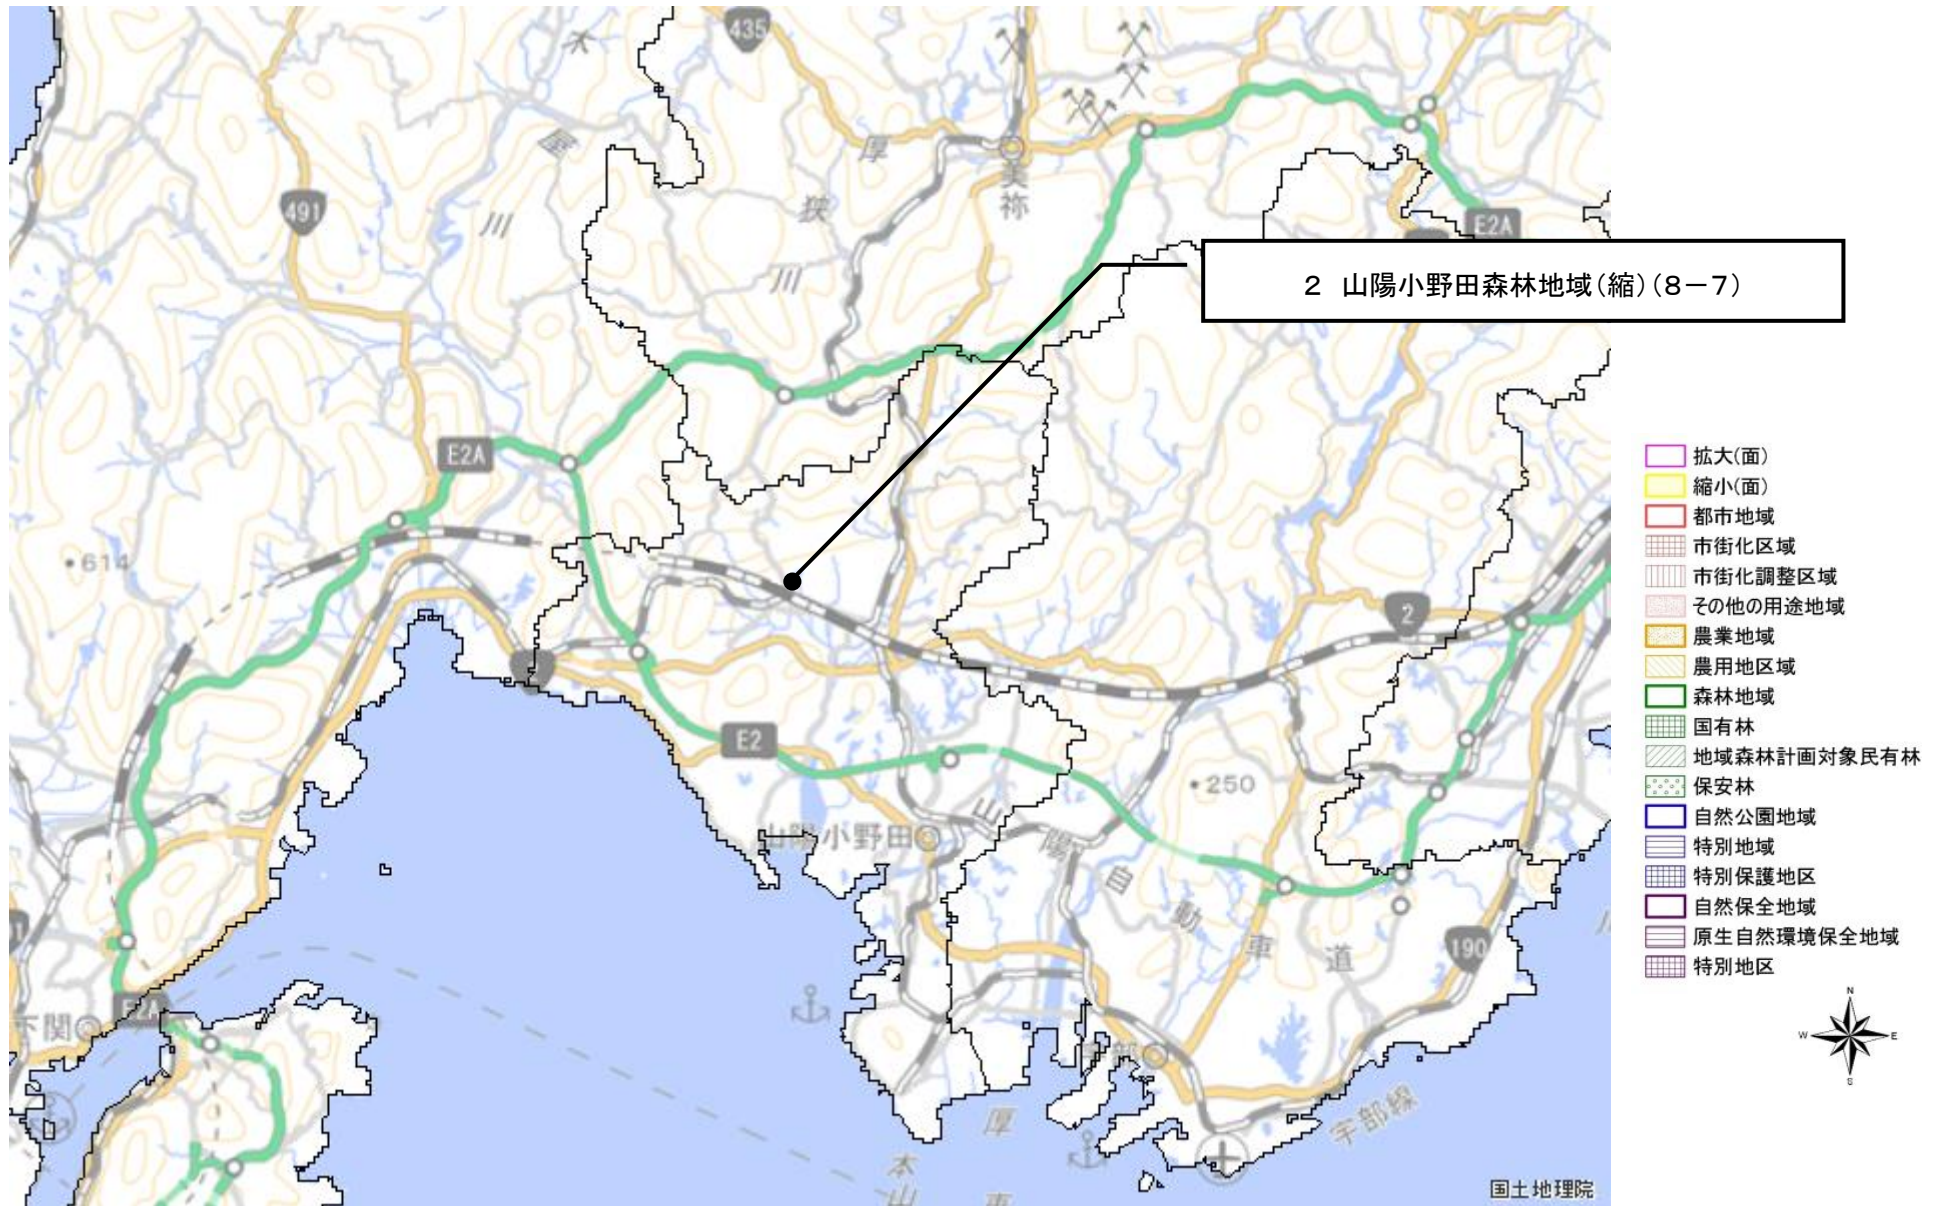 435
大
屋
川
厚
狭
川
美
祢
491
E2A
2 山陽小野田森林地域(縮)(8－7)
E2A
・614
2
E2
・250
山陽小野田
山
陽
自
動
車
道
190
E2A
下関
宇部
宇部線
厚
東
本
山
国土地理院
拡大(面)
縮小(面)
都市地域
市街化区域
市街化調整区域
その他の用途地域
農業地域
農用地区域
森林地域
国有林
地域森林計画対象民有林
保安林
自然公園地域
特別地域
特別保護地区
自然保全地域
原生自然環境保全地域
特別地区
N
W E
S